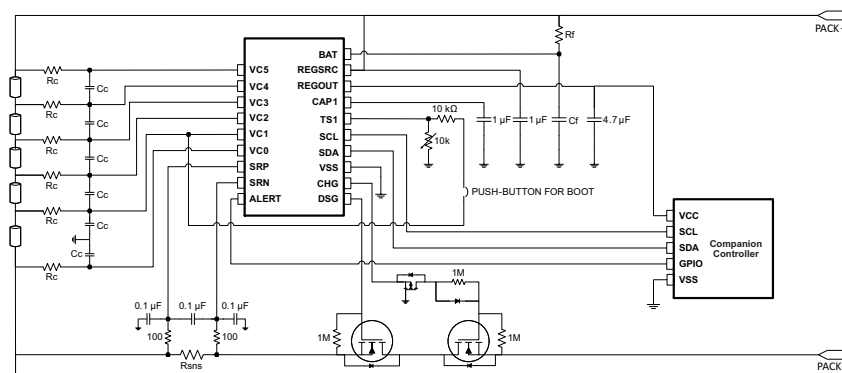 PACK+
Rf
BAT
REGSRC
REGOUT
CAP1
TS1
SCL
SDA
VSS
CHG
DSG
VC5
VC4
VC3
VC2
VC1
VC0
SRP
SRN
ALERT
Rc
Rc
Rc
Rc
Rc
Rc
Cc
Cc
Cc
Cc
Cc
Cc
10 kΩ
10k
1 µF
1 µF
Cf
4.7 µF
PUSH-BUTTON FOR BOOT
VCC
SCL
SDA
GPIO
VSS
Companion
Controller
1M
0.1 µF
0.1 µF
0.1 µF
100
100
Rsns
1M
1M
PACK